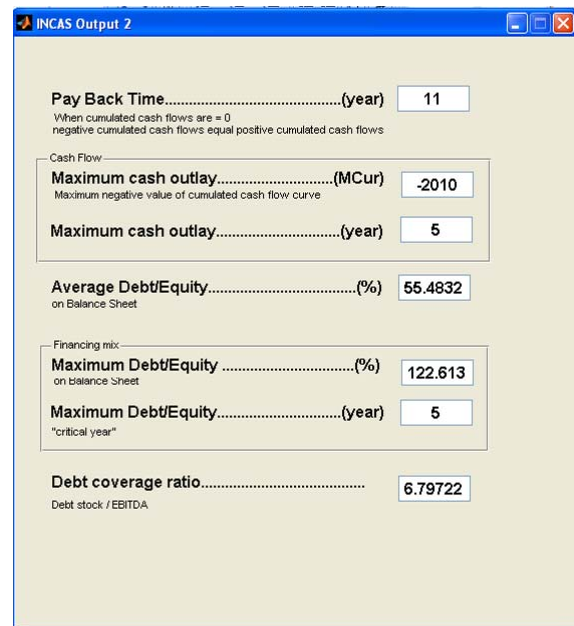 INCAS Output 2
Pay Back Time..........................................(year) 11
When cumulated cash flows are = 0
negative cumulated cash flows equal positive cumulated cash flows
Cash Flow
Maximum cash outlay...........................(MCur) -2010
Maximum negative value of cumulated cash flow curve
Maximum cash outlay..............................(year) 5
Average Debt/Equity...................................(%) 55.4832
on Balance Sheet
Financing mix
Maximum Debt/Equity ...............................(%) 122.613
on Balance Sheet
Maximum Debt/Equity..............................(year) 5
"critical year"
Debt coverage ratio....................................... 6.79722
Debt stock / EBITDA